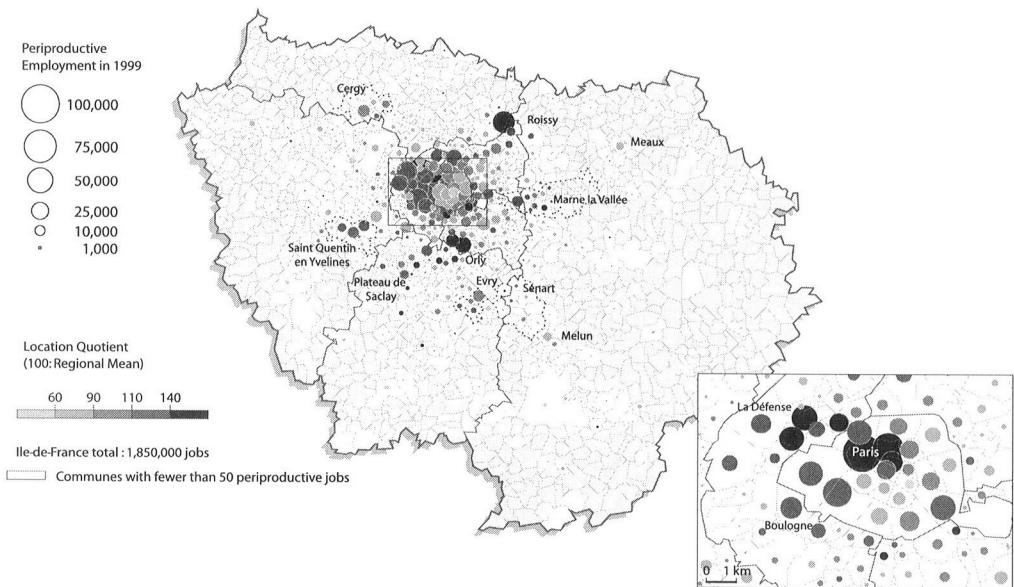 Periproductive
Employment in 1999
100,000
75,000
50,000
25,000
10,000
1,000
Cergy
Roissy
Meaux
Marne la Vallée
Saint Quentin
en Yvelines
Orly
Plateau de
Saclay
Evry
Sénart
Melun
Location Quotient
(100: Regional Mean)
60 90 110 140
Ile-de-France total : 1,850,000 jobs
Communes with fewer than 50 periproductive jobs
La Défense
Paris
Boulogne
0 1 km